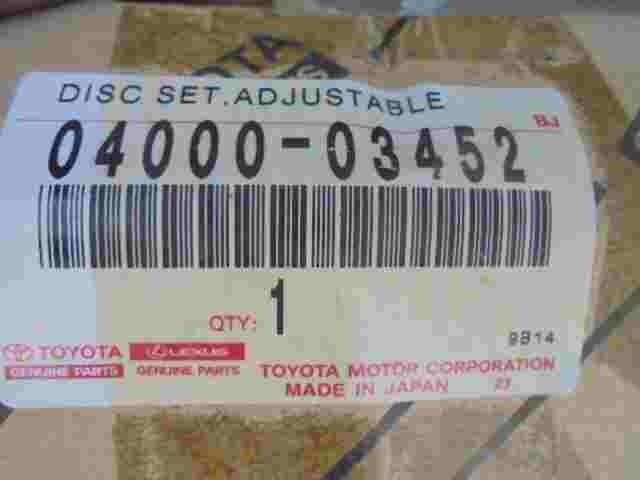 TOYOTA
DISC SET.ADJUSTABLE
BJ
04000-03452
QTY: 1
9B14
TOYOTA LEXUS
GENUINE PARTS GENUINE PARTS
TOYOTA MOTOR CORPORATION
MADE IN JAPAN